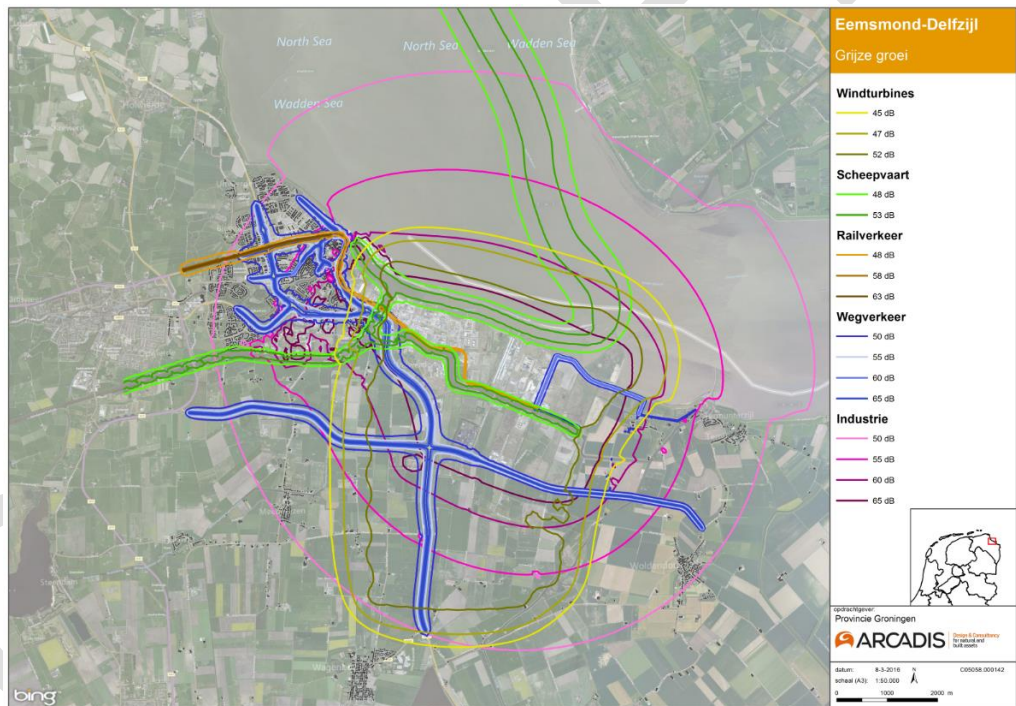 North Sea
North Sea
Wadden Sea
Wadden Sea
bing
Eemsmond-Delfzijl
Grijze groei
Windturbines
45 dB
47 dB
52 dB
Scheepvaart
48 dB
53 dB
Railverkeer
48 dB
58 dB
63 dB
Wegverkeer
50 dB
55 dB
60 dB
65 dB
Industrie
50 dB
55 dB
60 dB
65 dB
opdrachtgever:
Provincie Groningen
ARCADIS
Design & Consultancy
for natural and
built assets
datum: 8-3-2016 N C05058.000142
schaal (A3): 1:50.000
0 1000 2000 m